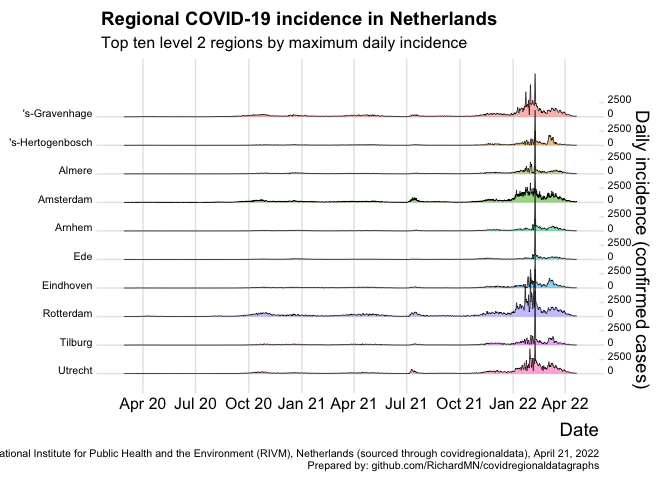 Regional COVID-19 incidence in Netherlands
Top ten level 2 regions by maximum daily incidence
's-Gravenhage
's-Hertogenbosch
Almere
Amsterdam
Arnhem
Ede
Eindhoven
Rotterdam
Tilburg
Utrecht
2500
0
2500
0
2500
0
2500
0
2500
0
2500
0
2500
0
2500
0
2500
0
2500
0
Daily incidence (confirmed cases)
Apr 20 Jul 20 Oct 20 Jan 21 Apr 21 Jul 21 Oct 21 Jan 22 Apr 22
Date
Institute for Public Health and the Environment (RIVM), Netherlands (sourced through covidregionaldata), April 21, 2022
Prepared by: github.com/RichardMN/covidregionaldatagraphs